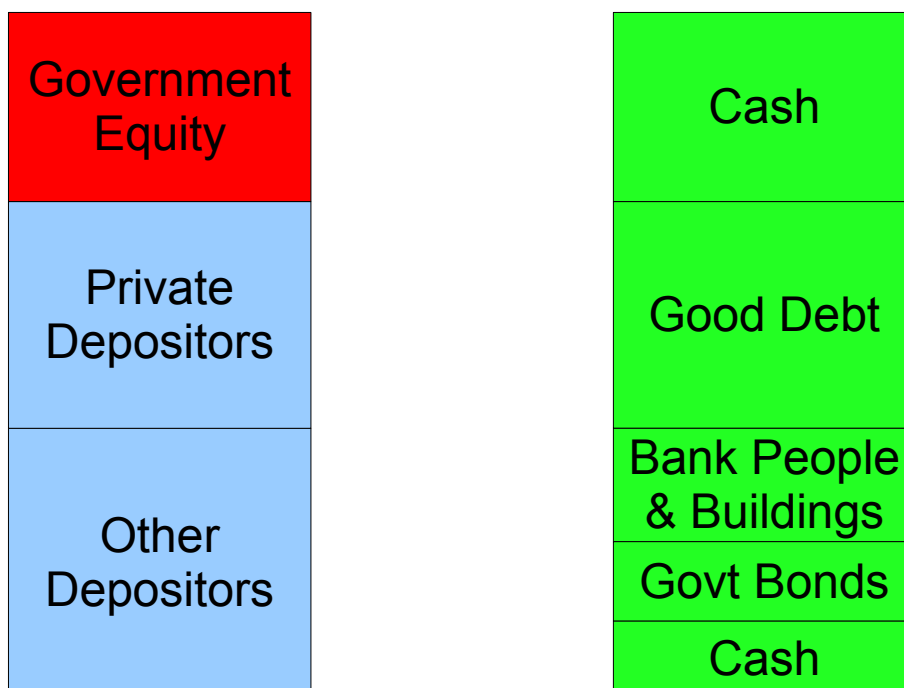 Government
Equity
Private
Depositors
Other
Depositors
Cash
Good Debt
Bank People
& Buildings
Govt Bonds
Cash